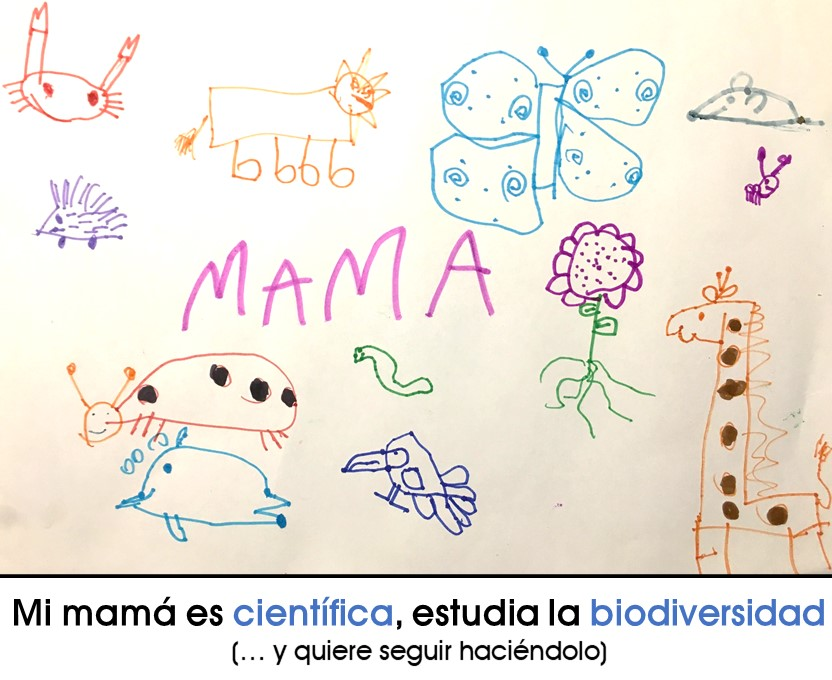 MAMA
Mi mamá es científica, estudia la biodiversidad
(... y quiere seguir haciéndolo)